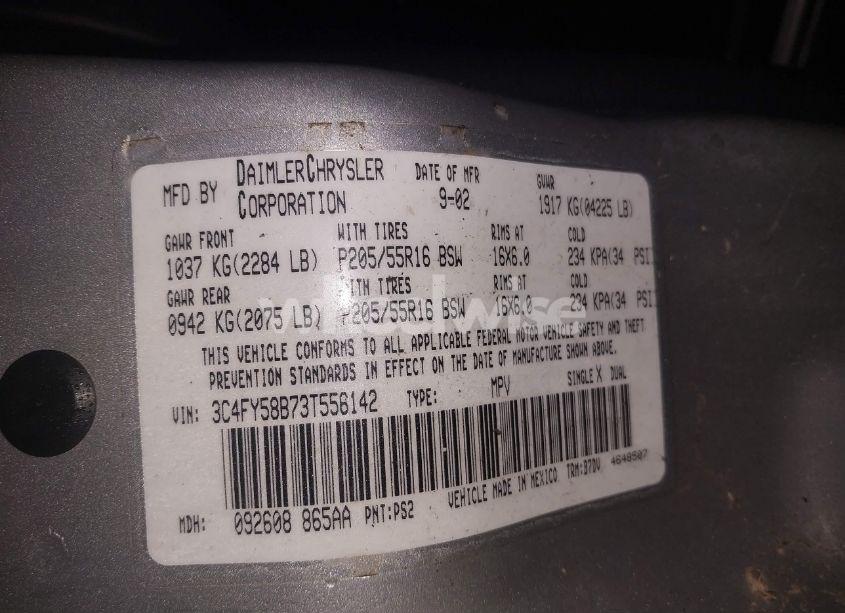 MFD BY DAIMLERCHRYSLER CORPORATION DATE OF MFR 9-02 GVWR 1917 KG(04225 LB)
GAWR FRONT WITH TIRES RIMS AT COLD
1037 KG(2284 LB) P205/55R16 BSW 16X6.0 234 KPA(34 PSI)
GAWR REAR WITH TIRES RIMS AT COLD
0942 KG(2075 LB) P205/55R16 BSW 16X6.0 234 KPA(34 PSI)
wheelwise
THIS VEHICLE CONFORMS TO ALL APPLICABLE FEDERAL MOTOR VEHICLE SAFETY AND THEFT
PREVENTION STANDARDS IN EFFECT ON THE DATE OF MANUFACTURE SHOWN ABOVE.
VIN: 3C4FY58B73T556142 TYPE: MPV SINGLE X DUAL
MDH: 092608 865AA PNT:PS2 VEHICLE MADE IN MEXICO TRM:B7DV 4648507